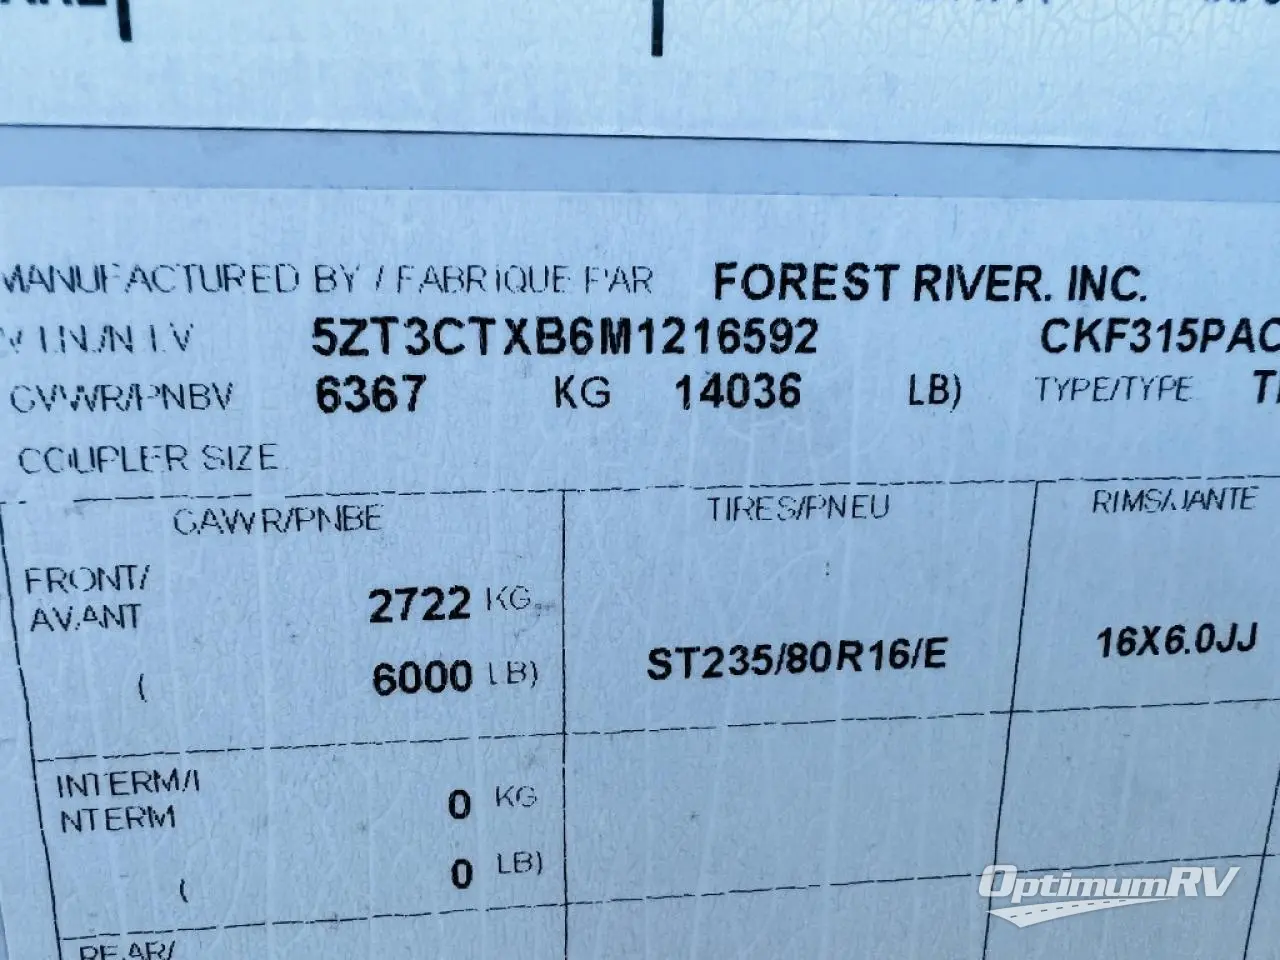 MANUFACTURED BY / FABRIQUE PAR FOREST RIVER. INC.
V.I.N./N.I.V 5ZT3CTXB6M1216592 CKF315PAC
GVWR/PNBV 6367 KG 14036 LB) TYPE/TYPE
COUPLER SIZE
GAWR/PNBE TIRES/PNEU RIMS/JANTE
FRONT/
AVANT 2722 KG
( 6000 LB) ST235/80R16/E 16X6.0JJ
INTERM/I
NTERM 0 KG
( 0 LB)
REAR/
OptimumRV